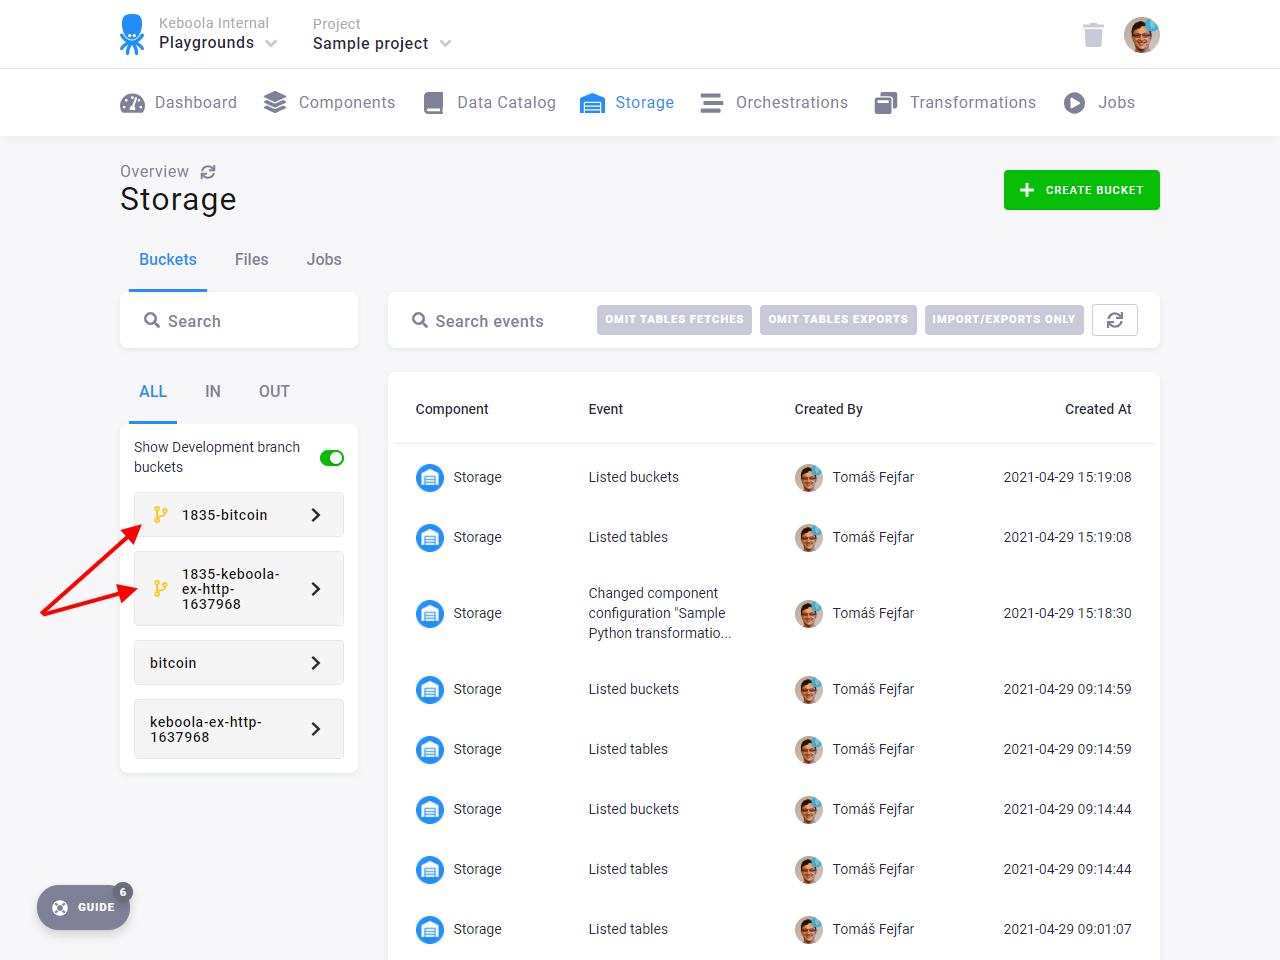 Keboola Internal
Playgrounds
Project
Sample project
Dashboard
Components
Data Catalog
Storage
Orchestrations
Transformations
Jobs
Overview
Storage
CREATE BUCKET
Buckets
Files
Jobs
Search
Search events
OMIT TABLES FETCHES
OMIT TABLES EXPORTS
IMPORT/EXPORTS ONLY
ALL
IN
OUT
Show Development branch
buckets
1835-bitcoin
1835-keboola-
ex-http-
1637968
bitcoin
keboola-ex-http-
1637968
Component
Event
Created By
Created At
Storage
Listed buckets
Tomáš Fejfar
2021-04-29 15:19:08
Storage
Listed tables
Tomáš Fejfar
2021-04-29 15:19:08
Storage
Changed component
configuration "Sample
Python transformatio...
Tomáš Fejfar
2021-04-29 15:18:30
Storage
Listed buckets
Tomáš Fejfar
2021-04-29 09:14:59
Storage
Listed tables
Tomáš Fejfar
2021-04-29 09:14:59
Storage
Listed buckets
Tomáš Fejfar
2021-04-29 09:14:44
Storage
Listed tables
Tomáš Fejfar
2021-04-29 09:14:44
Storage
Listed tables
Tomáš Fejfar
2021-04-29 09:01:07
GUIDE
6